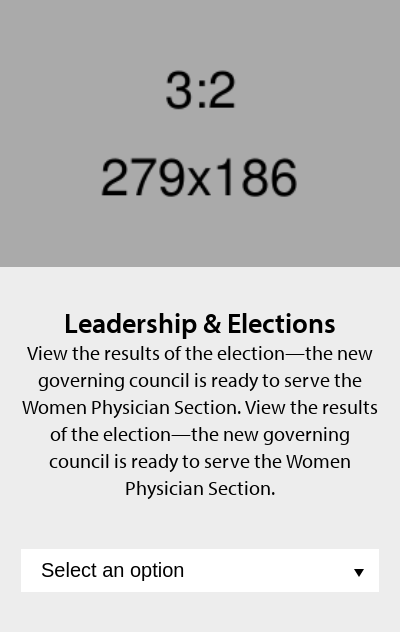 3:2
279x186
Leadership & Elections
View the results of the election—the new
governing council is ready to serve the
Women Physician Section. View the results
of the election—the new governing
council is ready to serve the Women
Physician Section.
Select an option